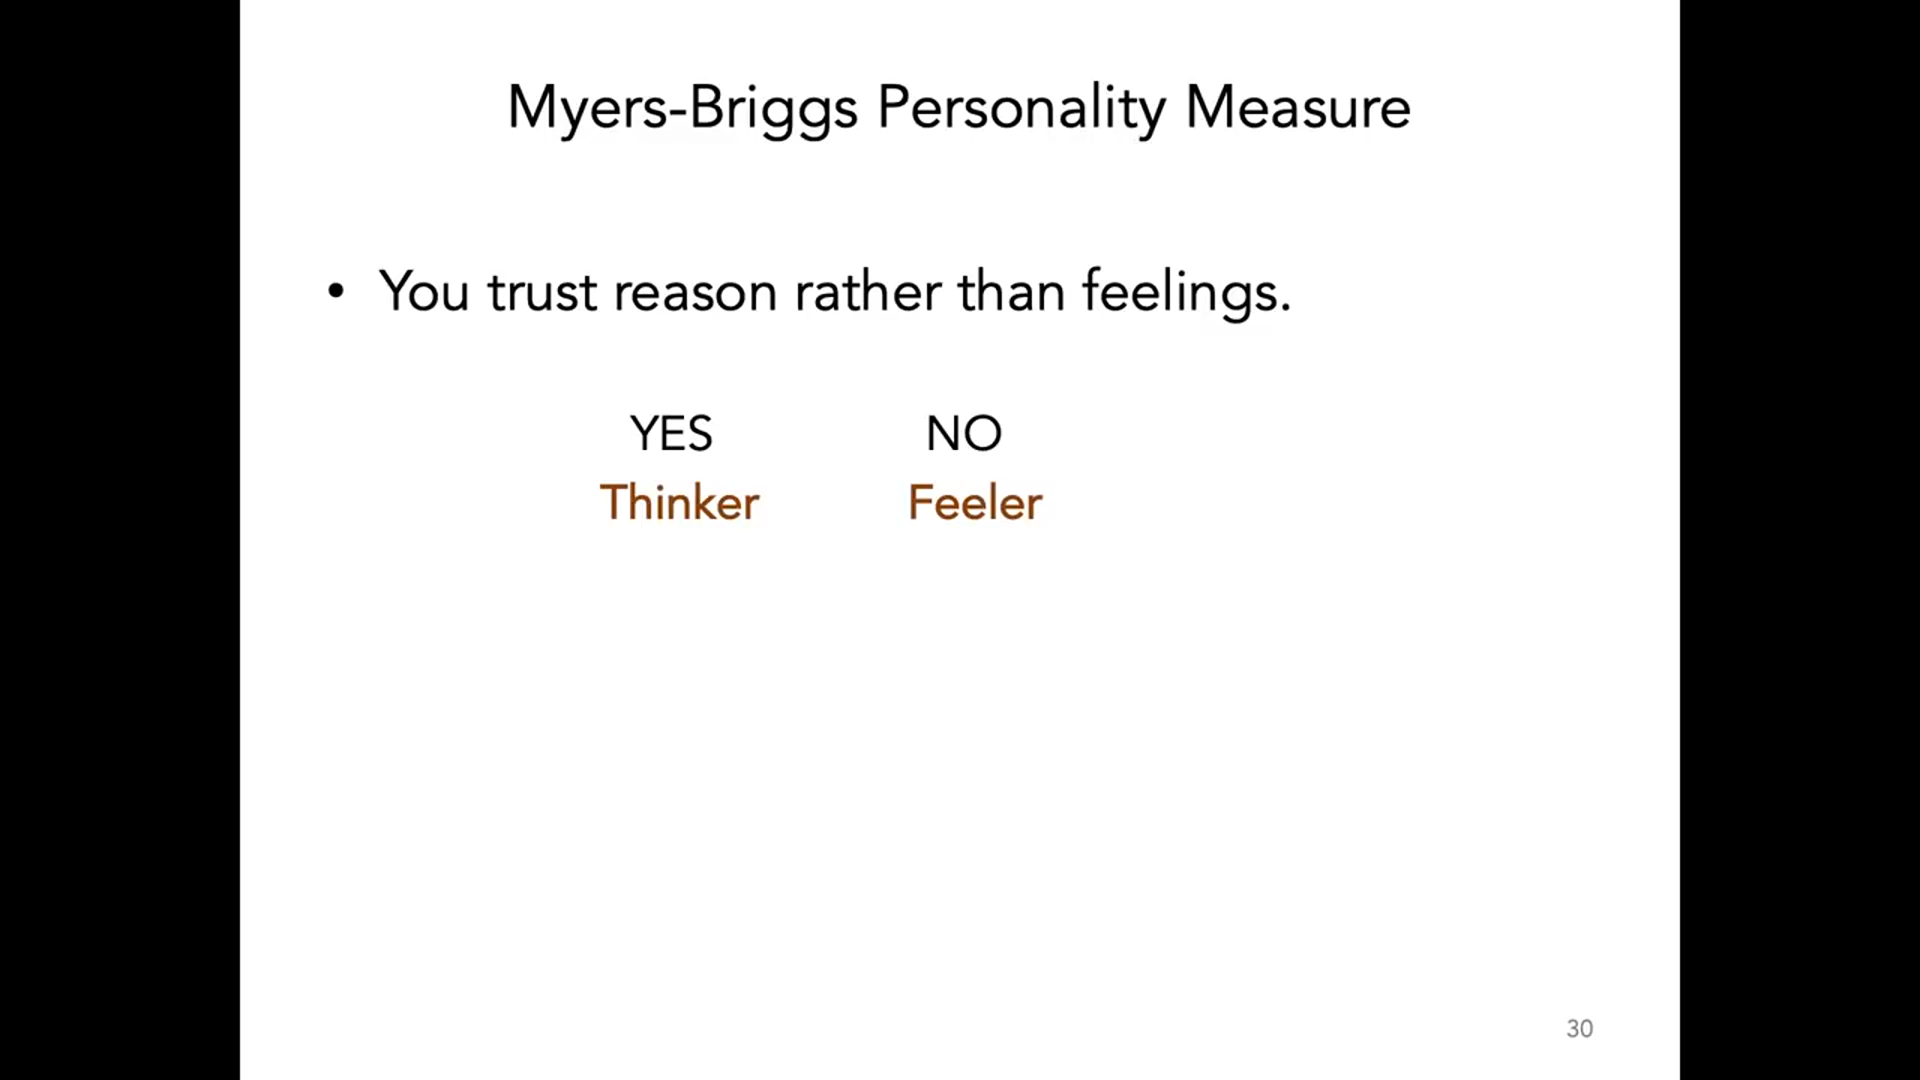 Myers-Briggs Personality Measure
• You trust reason rather than feelings.
YES NO
Thinker Feeler
30